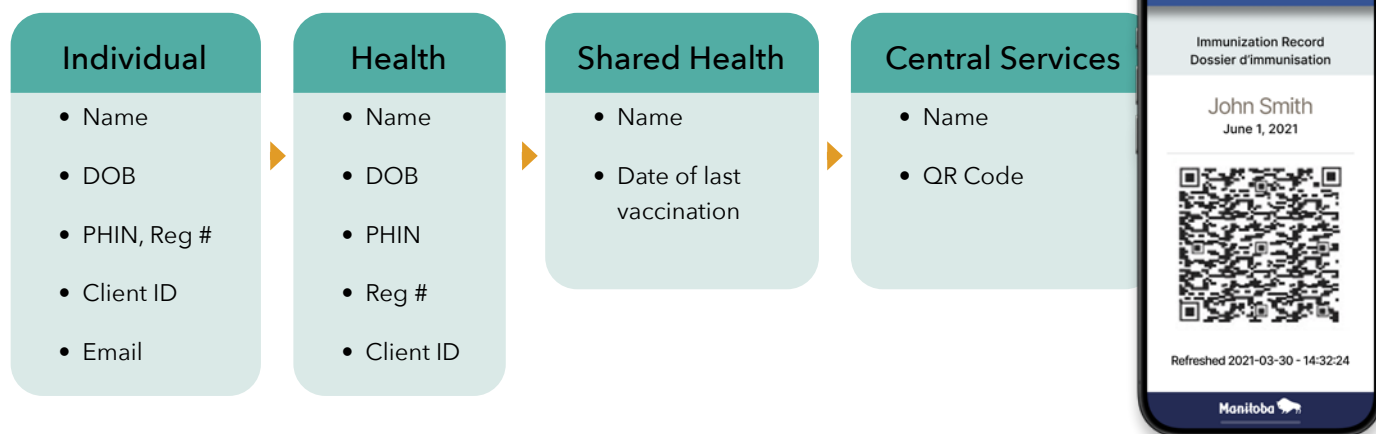 Individual
• Name
• DOB
• PHIN, Reg #
• Client ID
• Email
Health
• Name
• DOB
• PHIN
• Reg #
• Client ID
Shared Health
• Name
• Date of last
vaccination
Central Services
• Name
• QR Code
Immunization Record
Dossier d'immunisation
John Smith
June 1, 2021
Refreshed 2021-03-30 - 14:32:24
Manitoba